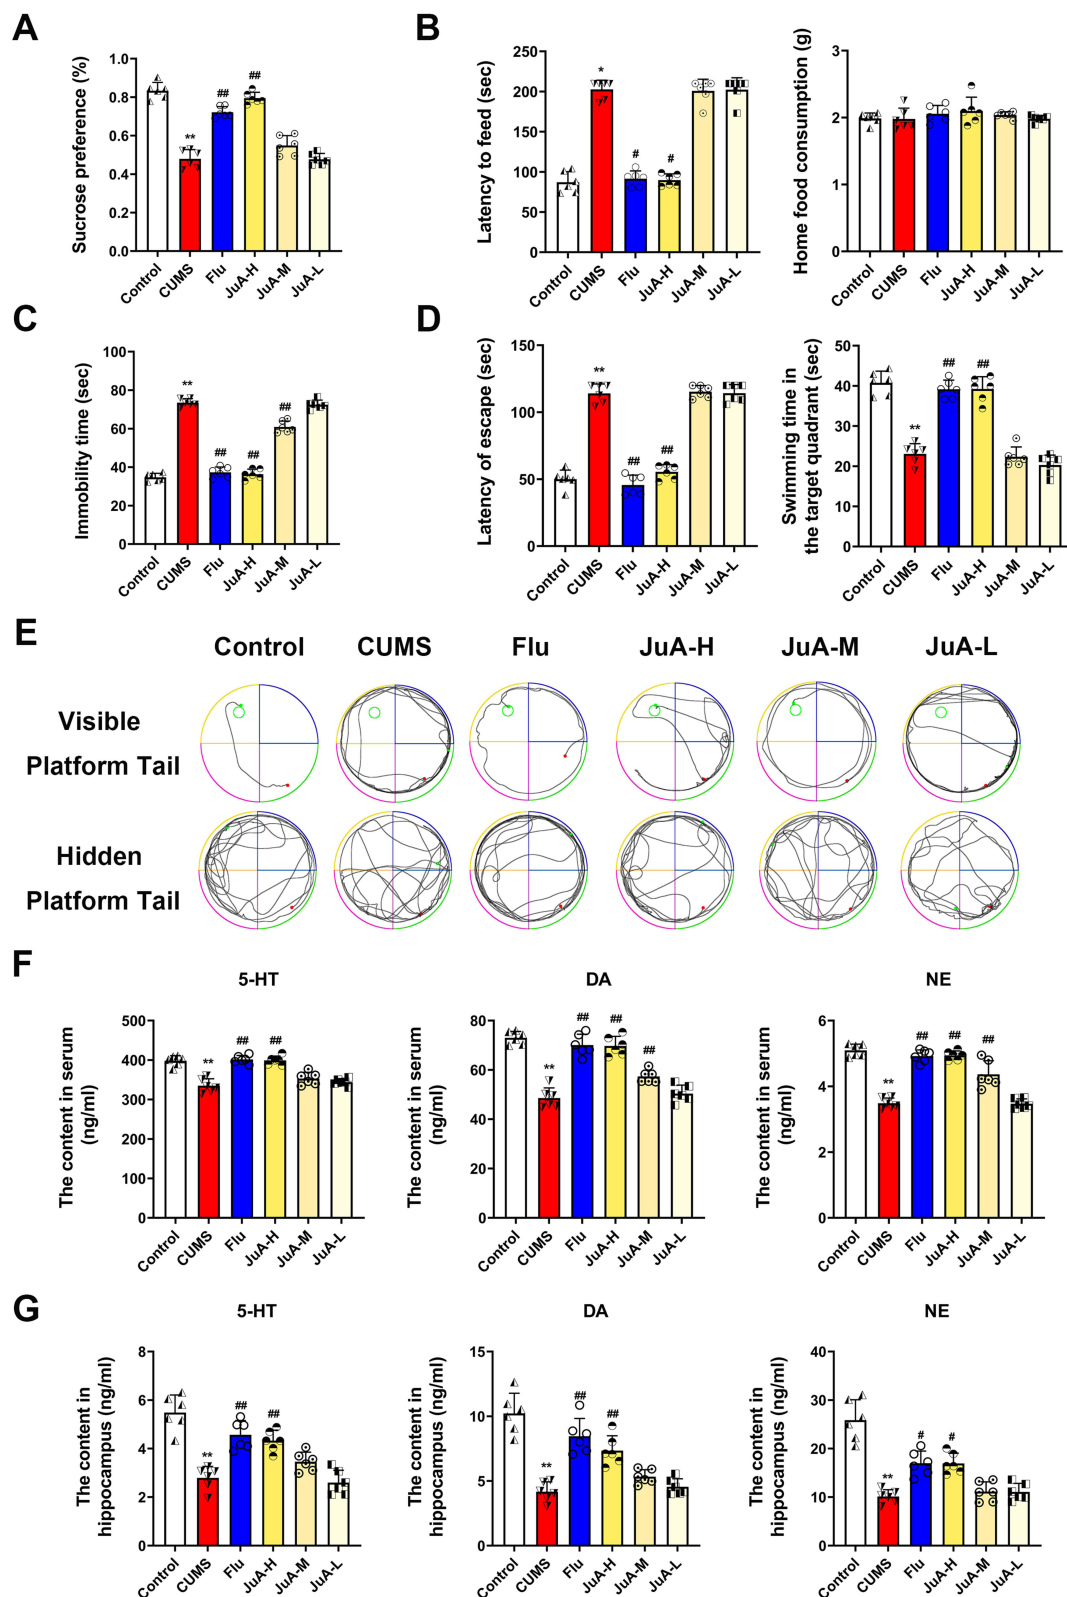 A
Sucrose preference (%)
1.0
0.8
0.6
0.4
0.2
0.0
**
##
##
Control
CUMS
Flu
JuA-H
JuA-M
JuA-L
B
Latency to feed (sec)
250
200
150
100
50
0
*
#
#
Control
CUMS
Flu
JuA-H
JuA-M
JuA-L
Home food consumption (g)
3
2
1
0
Control
CUMS
Flu
JuA-H
JuA-M
JuA-L
C
Immobility time (sec)
100
80
60
40
20
0
**
##
##
##
Control
CUMS
Flu
JuA-H
JuA-M
JuA-L
D
Latency of escape (sec)
150
100
50
0
**
##
##
Control
CUMS
Flu
JuA-H
JuA-M
JuA-L
Swimming time in
the target quadrant (sec)
50
40
30
20
10
0
**
##
##
Control
CUMS
Flu
JuA-H
JuA-M
JuA-L
E
Control
CUMS
Flu
JuA-H
JuA-M
JuA-L
Visible
Platform Tail
Hidden
Platform Tail
F
5-HT
The content in serum
(ng/ml)
500
400
300
200
100
0
**
##
##
Control
CUMS
Flu
JuA-H
JuA-M
JuA-L
DA
The content in serum
(ng/ml)
80
60
40
20
0
**
##
##
##
Control
CUMS
Flu
JuA-H
JuA-M
JuA-L
NE
The content in serum
(ng/ml)
6
4
2
0
**
##
##
##
Control
CUMS
Flu
JuA-H
JuA-M
JuA-L
G
5-HT
The content in
hippocampus (ng/ml)
8
6
4
2
0
**
##
##
Control
CUMS
Flu
JuA-H
JuA-M
JuA-L
DA
The content in
hippocampus (ng/ml)
15
10
5
0
**
##
##
Control
CUMS
Flu
JuA-H
JuA-M
JuA-L
NE
The content in
hippocampus (ng/ml)
40
30
20
10
0
**
#
#
Control
CUMS
Flu
JuA-H
JuA-M
JuA-L